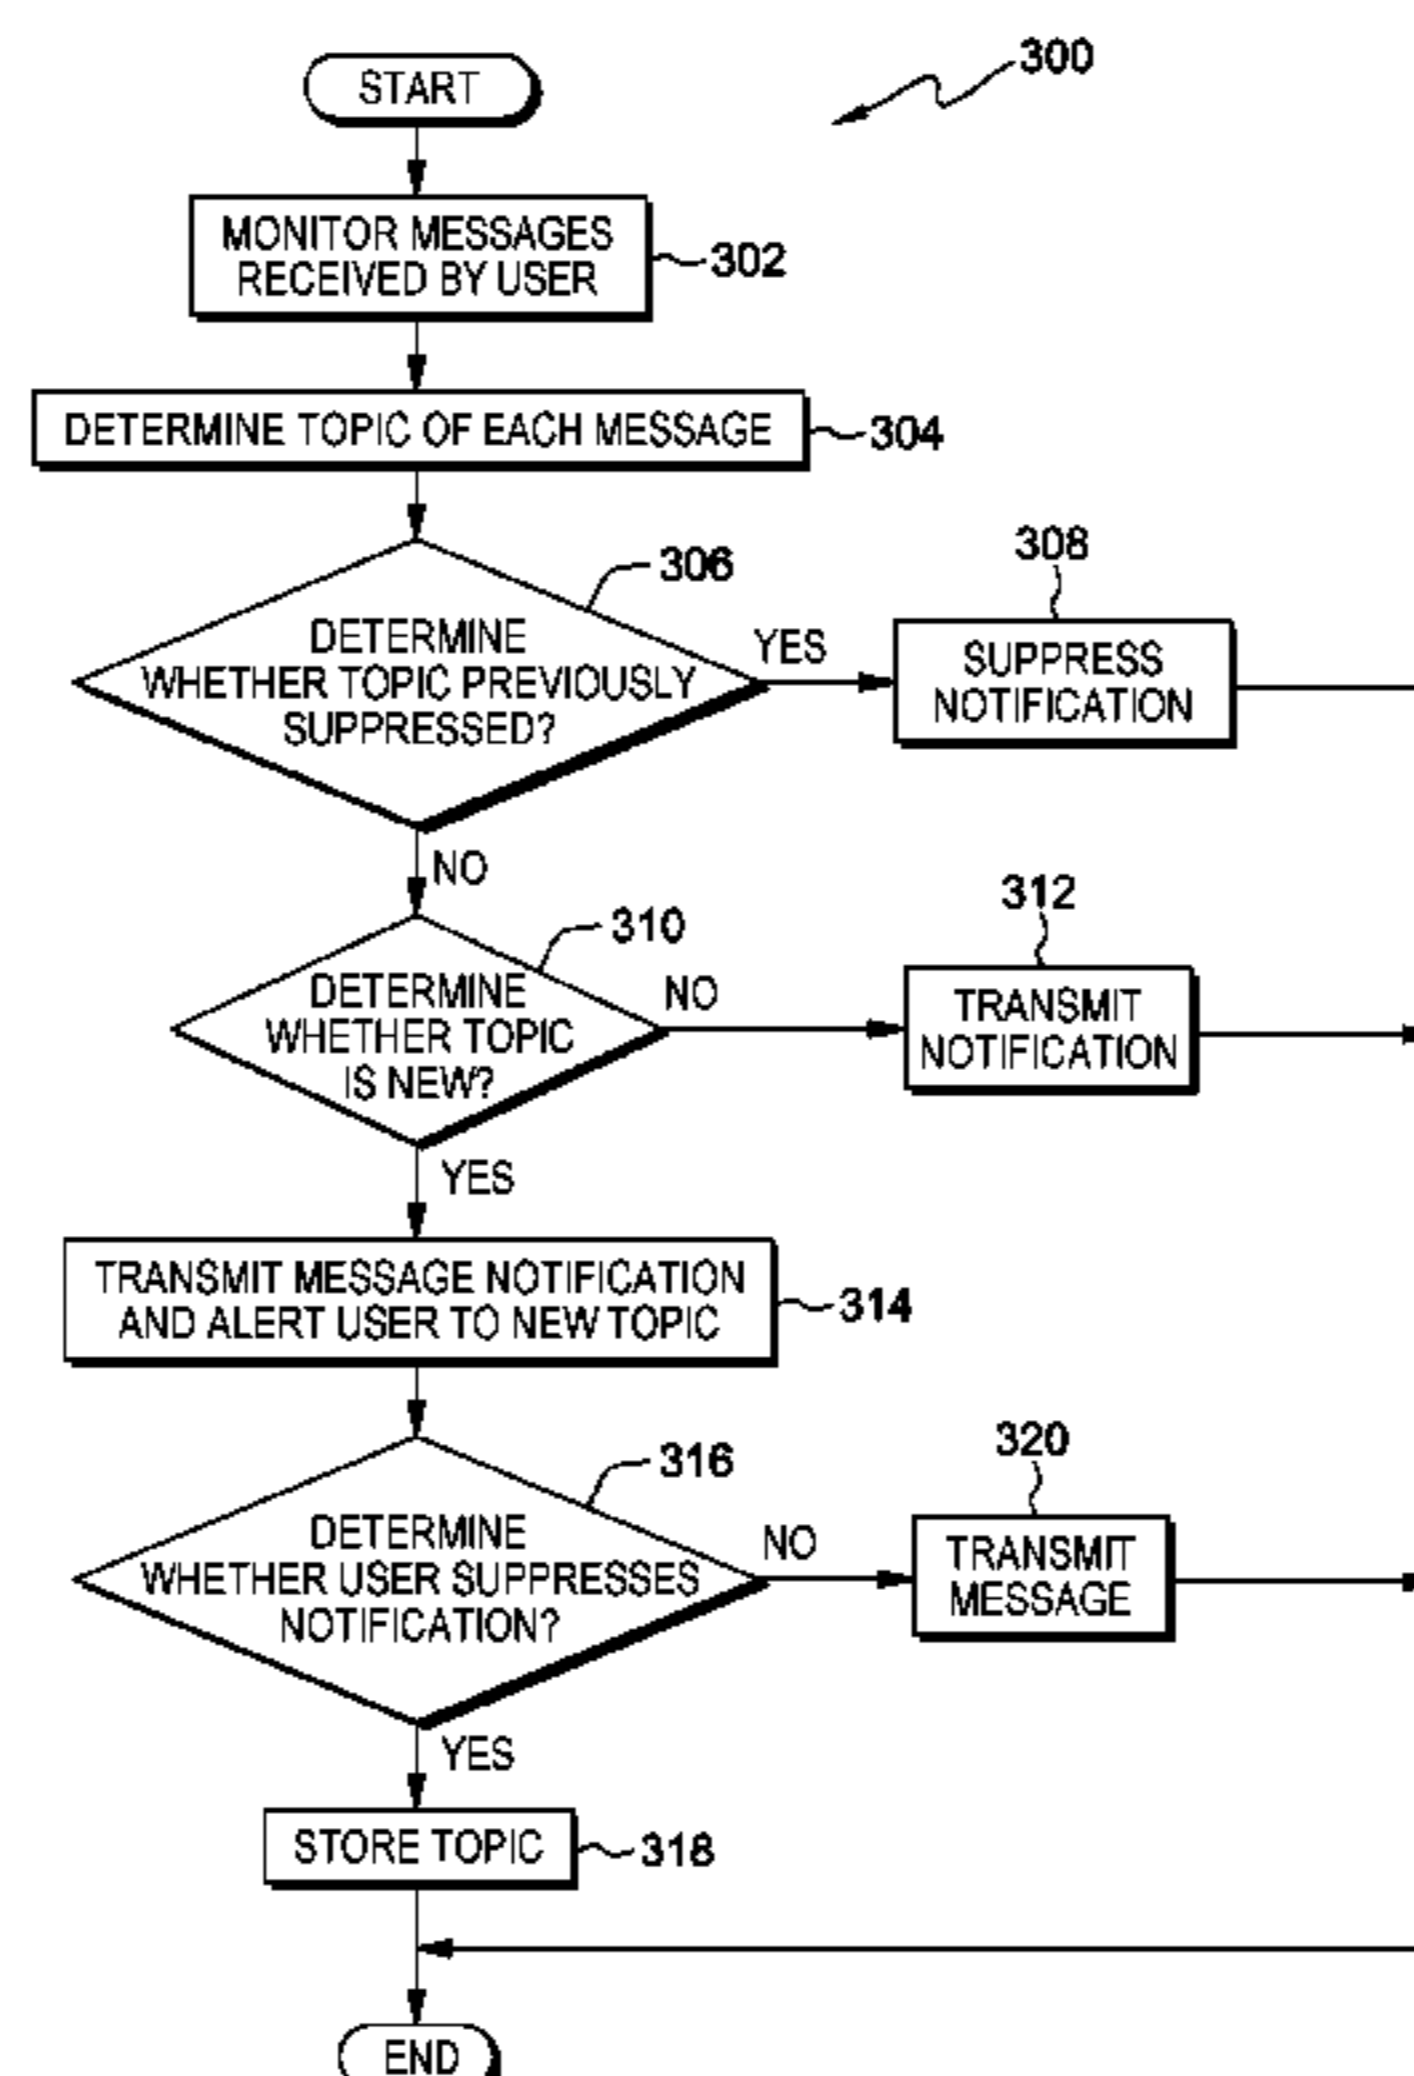 START
300
MONITOR MESSAGES
RECEIVED BY USER
302
DETERMINE TOPIC OF EACH MESSAGE
304
306
DETERMINE
WHETHER TOPIC PREVIOUSLY
SUPPRESSED?
YES
308
SUPPRESS
NOTIFICATION
NO
310
DETERMINE
WHETHER TOPIC
IS NEW?
NO
312
TRANSMIT
NOTIFICATION
YES
TRANSMIT MESSAGE NOTIFICATION
AND ALERT USER TO NEW TOPIC
314
316
DETERMINE
WHETHER USER SUPPRESSES
NOTIFICATION?
NO
320
TRANSMIT
MESSAGE
YES
STORE TOPIC
318
END